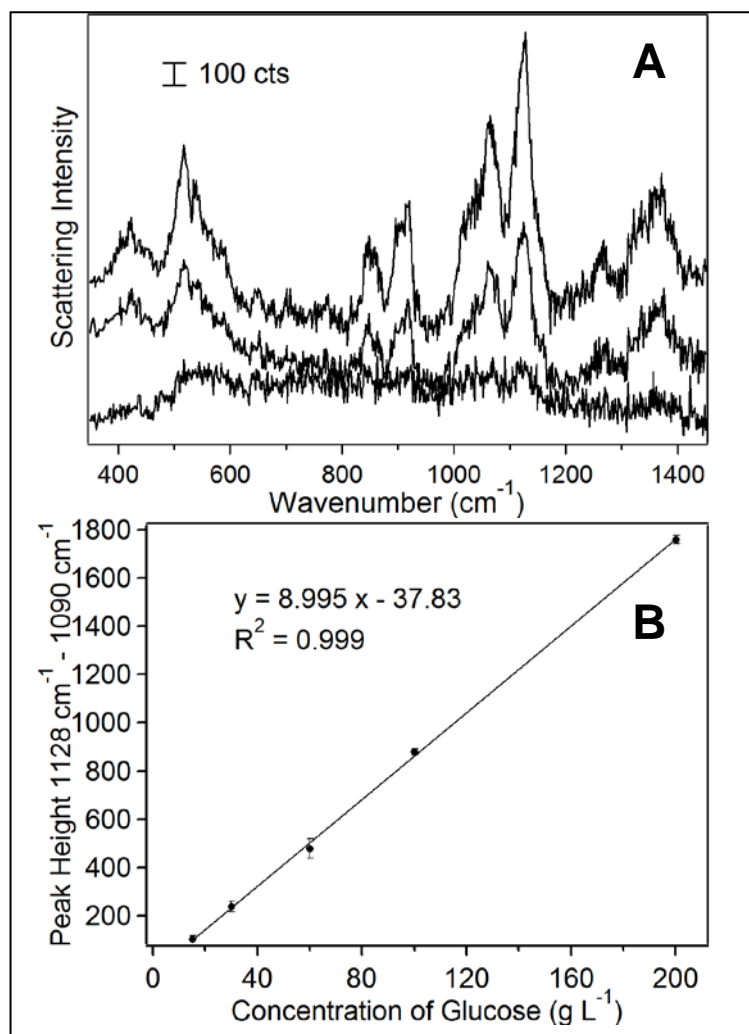 A
100 cts
Scattering Intensity
400 600 800 1000 1200 1400
Wavenumber (cm⁻¹)
B
y = 8.995 x - 37.83
R² = 0.999
Peak Height 1128 cm⁻¹ - 1090 cm⁻¹
1800
1600
1400
1200
1000
800
600
400
200
0 40 80 120 160 200
Concentration of Glucose (g L⁻¹)